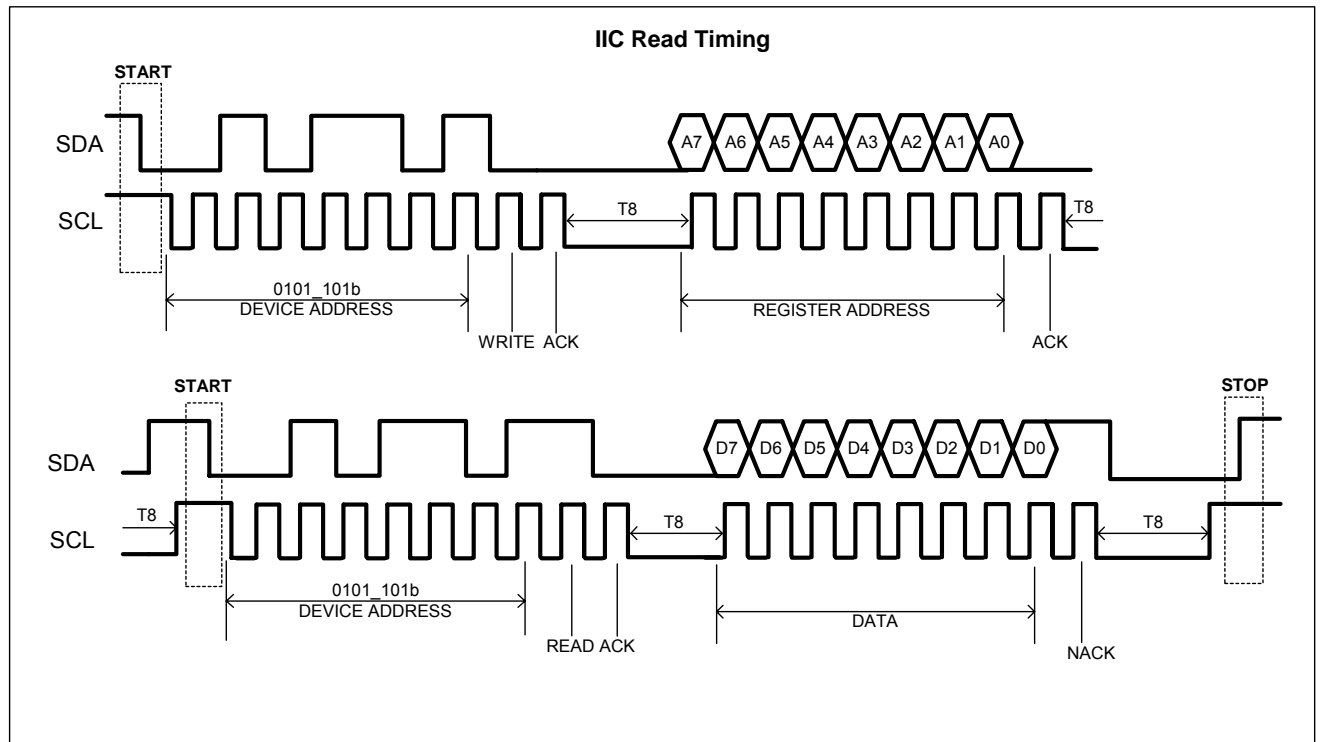 IIC Read Timing
START
SDA
A7 A6 A5 A4 A3 A2 A1 A0
SCL
T8
T8
0101_101b
DEVICE ADDRESS
REGISTER ADDRESS
WRITE ACK
ACK
START
STOP
SDA
D7 D6 D5 D4 D3 D2 D1 D0
T8
T8
T8
SCL
0101_101b
DEVICE ADDRESS
DATA
READ ACK
NACK